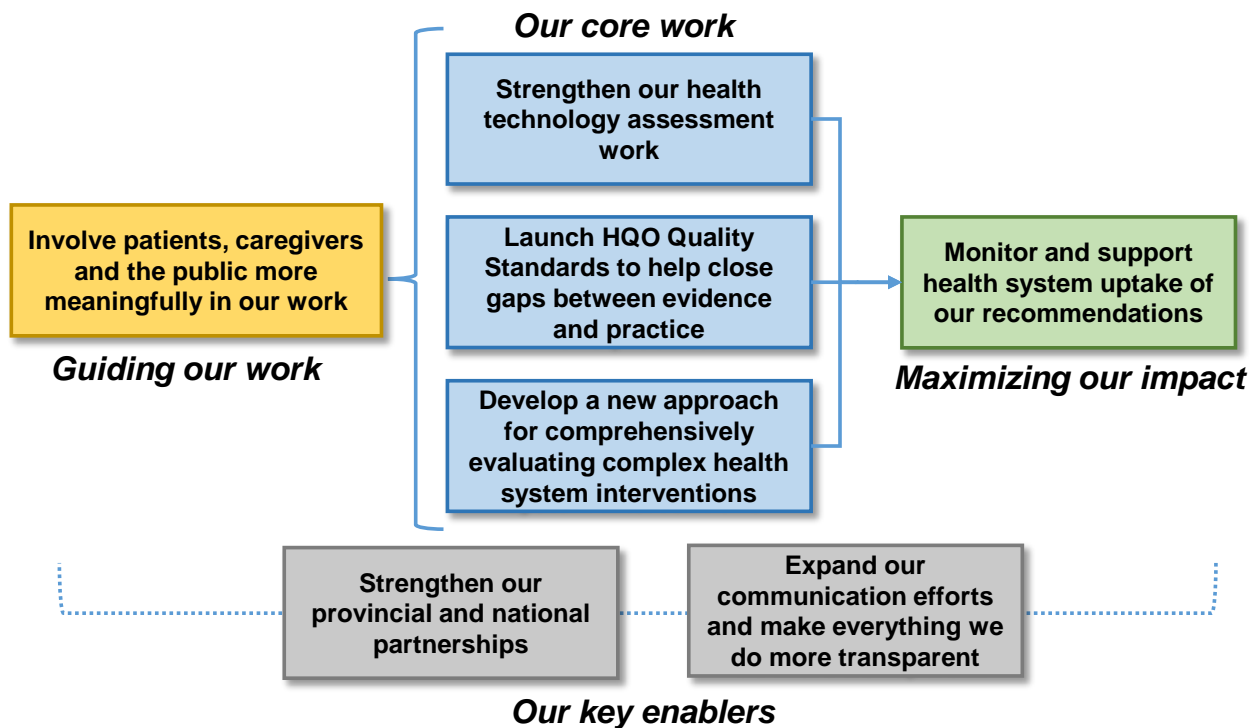 Our core work
Strengthen our health
technology assessment
work
Involve patients, caregivers
and the public more
meaningfully in our work
Guiding our work
Launch HQO Quality
Standards to help close
gaps between evidence
and practice
Monitor and support
health system uptake of
our recommendations
Maximizing our impact
Develop a new approach
for comprehensively
evaluating complex health
system interventions
Strengthen our
provincial and national
partnerships
Expand our
communication efforts
and make everything we
do more transparent
Our key enablers